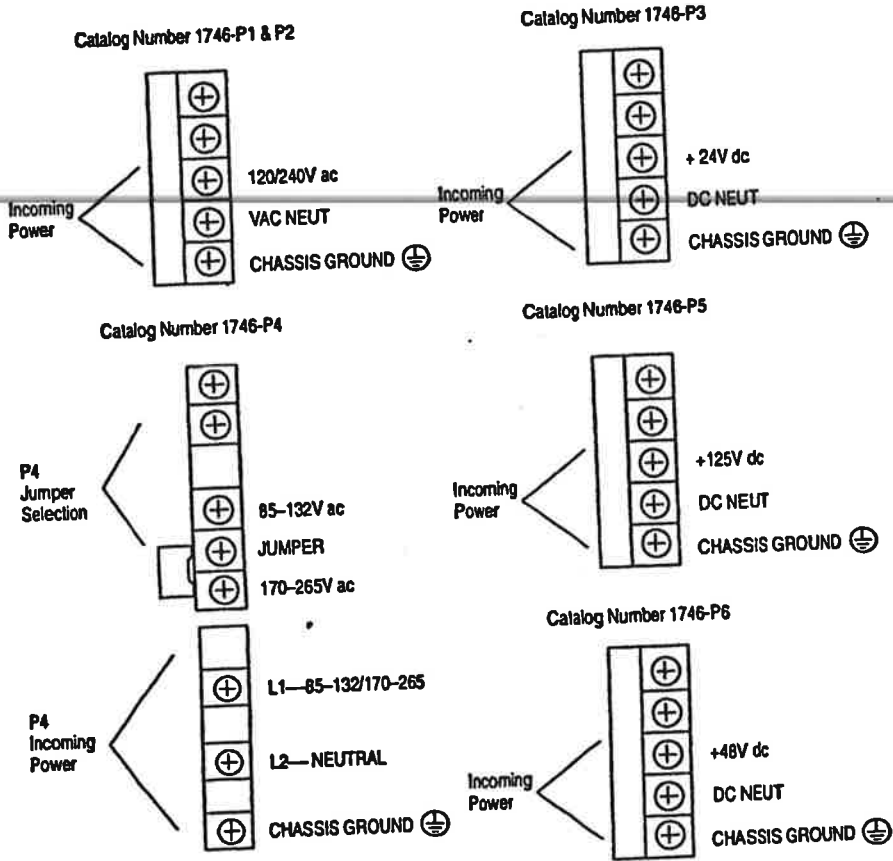 Catalog Number 1746-P1 & P2
120/240V ac
Incoming
Power
VAC NEUT
CHASSIS GROUND
Catalog Number 1746-P3
+ 24V dc
Incoming
Power
DC NEUT
CHASSIS GROUND
Catalog Number 1746-P4
P4
Jumper
Selection
85–132V ac
JUMPER
170–265V ac
P4
Incoming
Power
L1—85–132/170–265
L2—NEUTRAL
CHASSIS GROUND
Catalog Number 1746-P5
+125V dc
Incoming
Power
DC NEUT
CHASSIS GROUND
Catalog Number 1746-P6
+48V dc
Incoming
Power
DC NEUT
CHASSIS GROUND